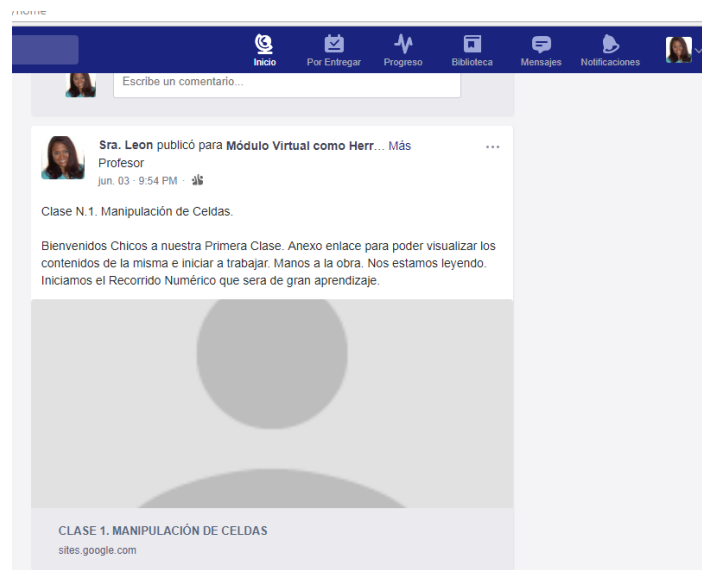 /home
Inicio
Por Entregar
Progreso
Biblioteca
Mensajes
Notificaciones
Escribe un comentario...
Sra. Leon publicó para Módulo Virtual como Herr... Más
Profesor
jun. 03 · 9:54 PM ·
Clase N.1. Manipulación de Celdas.
Bienvenidos Chicos a nuestra Primera Clase. Anexo enlace para poder visualizar los
contenidos de la misma e iniciar a trabajar. Manos a la obra. Nos estamos leyendo.
Iniciamos el Recorrido Numérico que sera de gran aprendizaje.
CLASE 1. MANIPULACIÓN DE CELDAS
sites.google.com